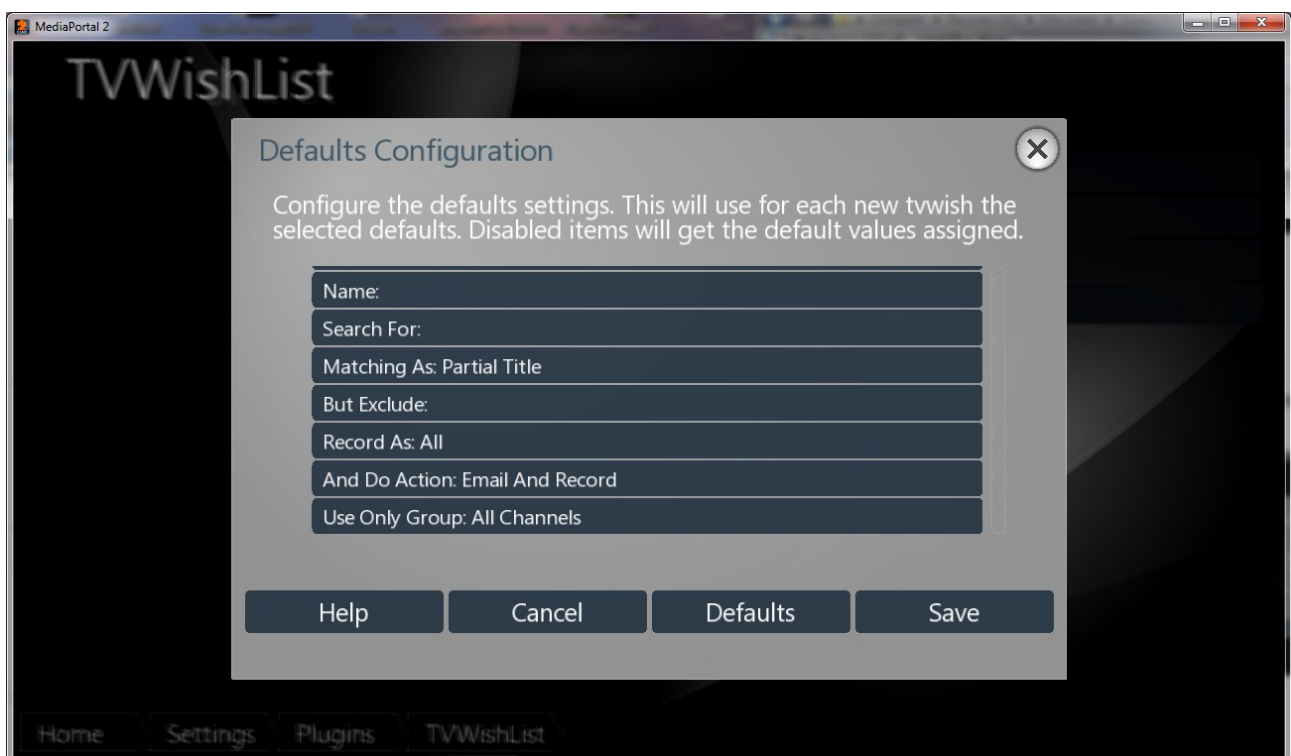 MediaPortal 2
TVWishList
Defaults Configuration
Configure the defaults settings. This will use for each new tvwish the
selected defaults. Disabled items will get the default values assigned.
Name:
Search For:
Matching As: Partial Title
But Exclude:
Record As: All
And Do Action: Email And Record
Use Only Group: All Channels
Help Cancel Defaults Save
Home Settings Plugins TVWishList